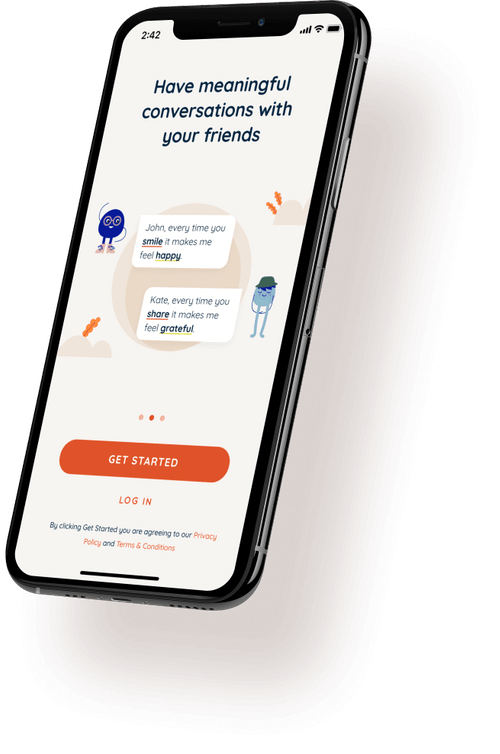 2:42
Have meaningful
conversations with
your friends
John, every time you
smile it makes me
feel happy.
Kate, every time you
share it makes me
feel grateful.
GET STARTED
LOG IN
By clicking Get Started you are agreeing to our Privacy
Policy and Terms & Conditions